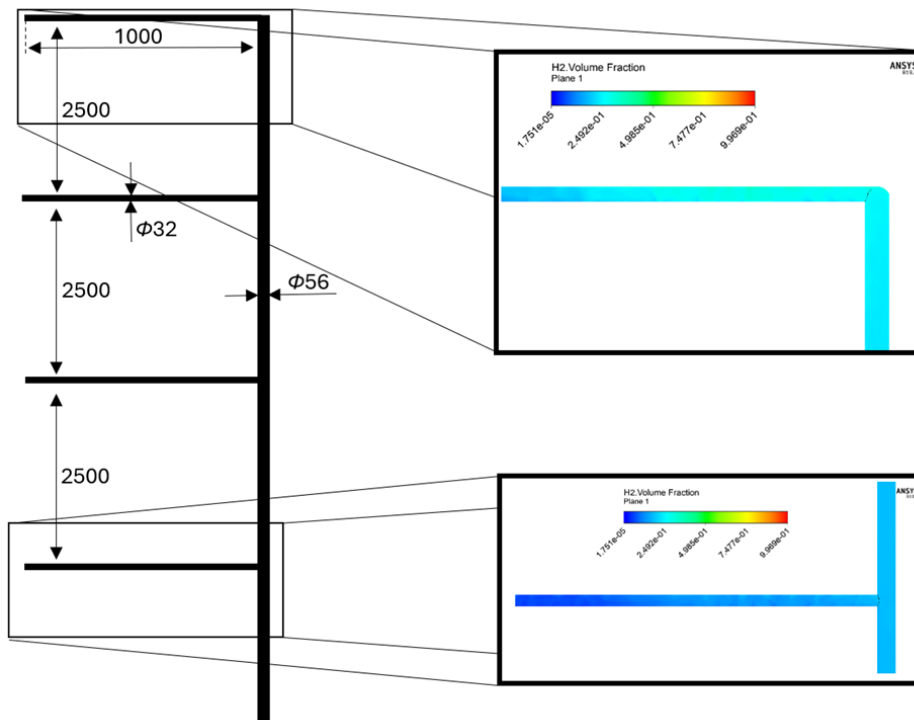 1000
2500
Φ32
2500
Φ56
2500
H2.Volume Fraction
Plane 1
ANSYS
1.751e-05
2.492e-01
4.985e-01
7.477e-01
9.969e-01
H2.Volume Fraction
Plane 1
ANSYS
1.751e-05
2.492e-01
4.985e-01
7.477e-01
9.969e-01